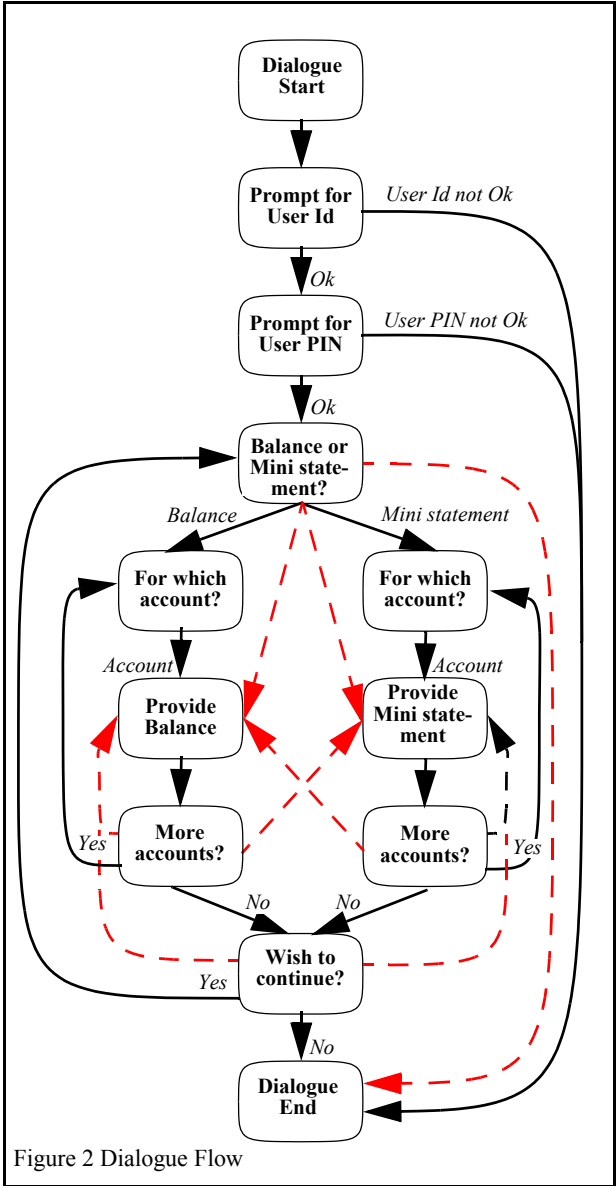 Dialogue
Start
Prompt for
User Id
User Id not Ok
Ok
Prompt for
User PIN
User PIN not Ok
Ok
Balance or
Mini state-
ment?
Balance
Mini statement
For which
account?
For which
account?
Account
Account
Provide
Balance
Provide
Mini state-
ment
More
accounts?
More
accounts?
Yes
Yes
No
No
Wish to
continue?
Yes
No
Dialogue
End
Figure 2 Dialogue Flow